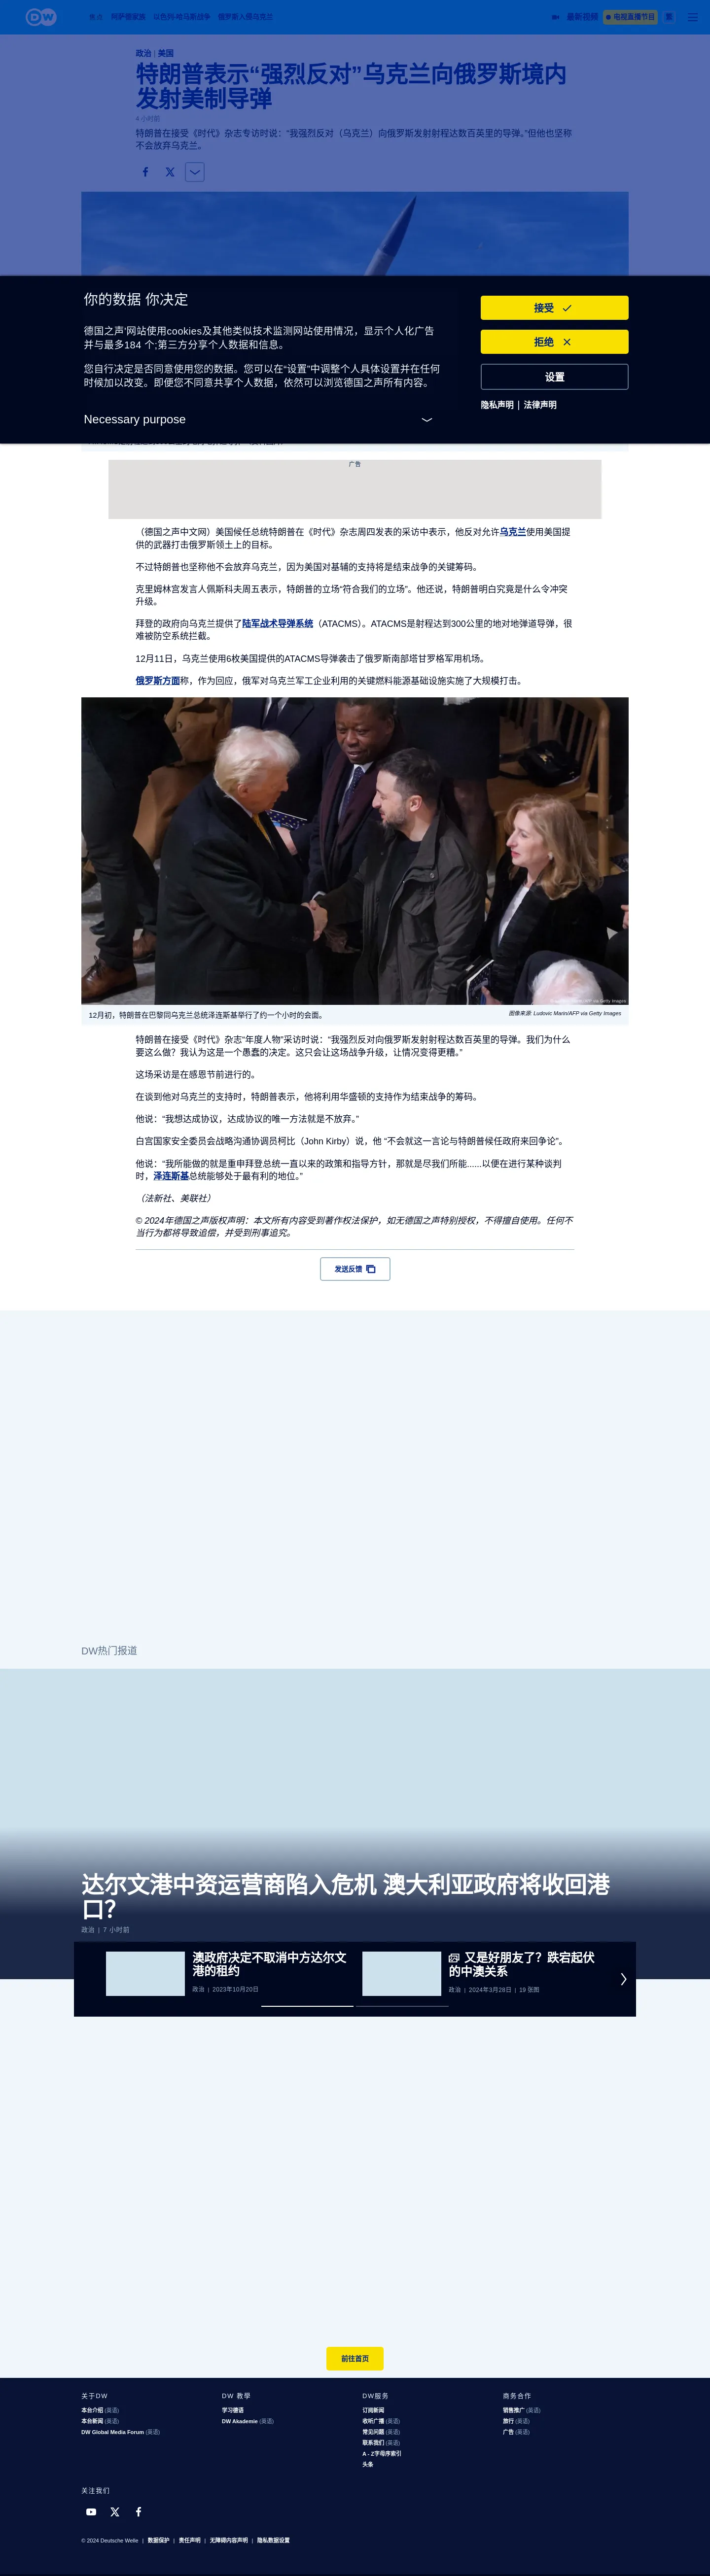 DW
焦点
阿萨德家族
以色列-哈马斯战争
俄罗斯入侵乌克兰
最新视频
电视直播节目
繁
政治 | 美国
特朗普表示“强烈反对”乌克兰向俄罗斯境内
发射美制导弹
4 小时前
特朗普在接受《时代》杂志专访时说：“我强烈反对（乌克兰）向俄罗斯发射射程达数百英里的导弹。”但他也坚称
不会放弃乌克兰。
你的数据 你决定
德国之声'网站使用cookies及其他类似技术监测网站使用情况，显示个人化广告
并与最多184 个;第三方分享个人数据和信息。
您自行决定是否同意使用您的数据。您可以在“设置”中调整个人具体设置并在任何
时候加以改变。即便您不同意共享个人数据，依然可以浏览德国之声所有内容。
Necessary purpose
接受
拒绝
设置
隐私声明 | 法律声明
广告
（德国之声中文网）美国候任总统特朗普在《时代》杂志周四发表的采访中表示，他反对允许乌克兰使用美国提
供的武器打击俄罗斯领土上的目标。
不过特朗普也坚称他不会放弃乌克兰，因为美国对基辅的支持将是结束战争的关键筹码。
克里姆林宫发言人佩斯科夫周五表示，特朗普的立场“符合我们的立场”。他还说，特朗普明白究竟是什么令冲突
升级。
拜登的政府向乌克兰提供了陆军战术导弹系统（ATACMS）。ATACMS是射程达到300公里的地对地弹道导弹，很
难被防空系统拦截。
12月11日，乌克兰使用6枚美国提供的ATACMS导弹袭击了俄罗斯南部塔甘罗格军用机场。
俄罗斯方面称，作为回应，俄军对乌克兰军工企业利用的关键燃料能源基础设施实施了大规模打击。
12月初，特朗普在巴黎同乌克兰总统泽连斯基举行了约一个小时的会面。
图像来源: Ludovic Marin/AFP via Getty Images
特朗普在接受《时代》杂志“年度人物”采访时说：“我强烈反对向俄罗斯发射射程达数百英里的导弹。我们为什么
要这么做？我认为这是一个愚蠢的决定。这只会让这场战争升级，让情况变得更糟。”
这场采访是在感恩节前进行的。
在谈到他对乌克兰的支持时，特朗普表示，他将利用华盛顿的支持作为结束战争的筹码。
他说：“我想达成协议，达成协议的唯一方法就是不放弃。”
白宫国家安全委员会战略沟通协调员柯比（John Kirby）说，他 “不会就这一言论与特朗普候任政府来回争论”。
他说：“我所能做的就是重申拜登总统一直以来的政策和指导方针，那就是尽我们所能......以便在进行某种谈判
时，泽连斯基总统能够处于最有利的地位。”
（法新社、美联社）
© 2024年德国之声版权声明：本文所有内容受到著作权法保护，如无德国之声特别授权，不得擅自使用。任何不
当行为都将导致追偿，并受到刑事追究。
发送反馈
DW热门报道
达尔文港中资运营商陷入危机 澳大利亚政府将收回港
口？
政治 | 7 小时前
澳政府决定不取消中方达尔文
港的租约
政治 | 2023年10月20日
又是好朋友了？跌宕起伏
的中澳关系
政治 | 2024年3月28日 | 19 张图
前往首页
关于DW
本台介绍 (英语)
本台新闻 (英语)
DW Global Media Forum (英语)
DW 教學
学习德语
DW Akademie (英语)
DW服务
订阅新闻
收听广播 (英语)
常见问题 (英语)
联系我们 (英语)
A - Z字母序索引
头条
商务合作
销售推广 (英语)
旅行 (英语)
广告 (英语)
关注我们
© 2024 Deutsche Welle | 数据保护 | 责任声明 | 无障碍内容声明 | 隐私数据设置